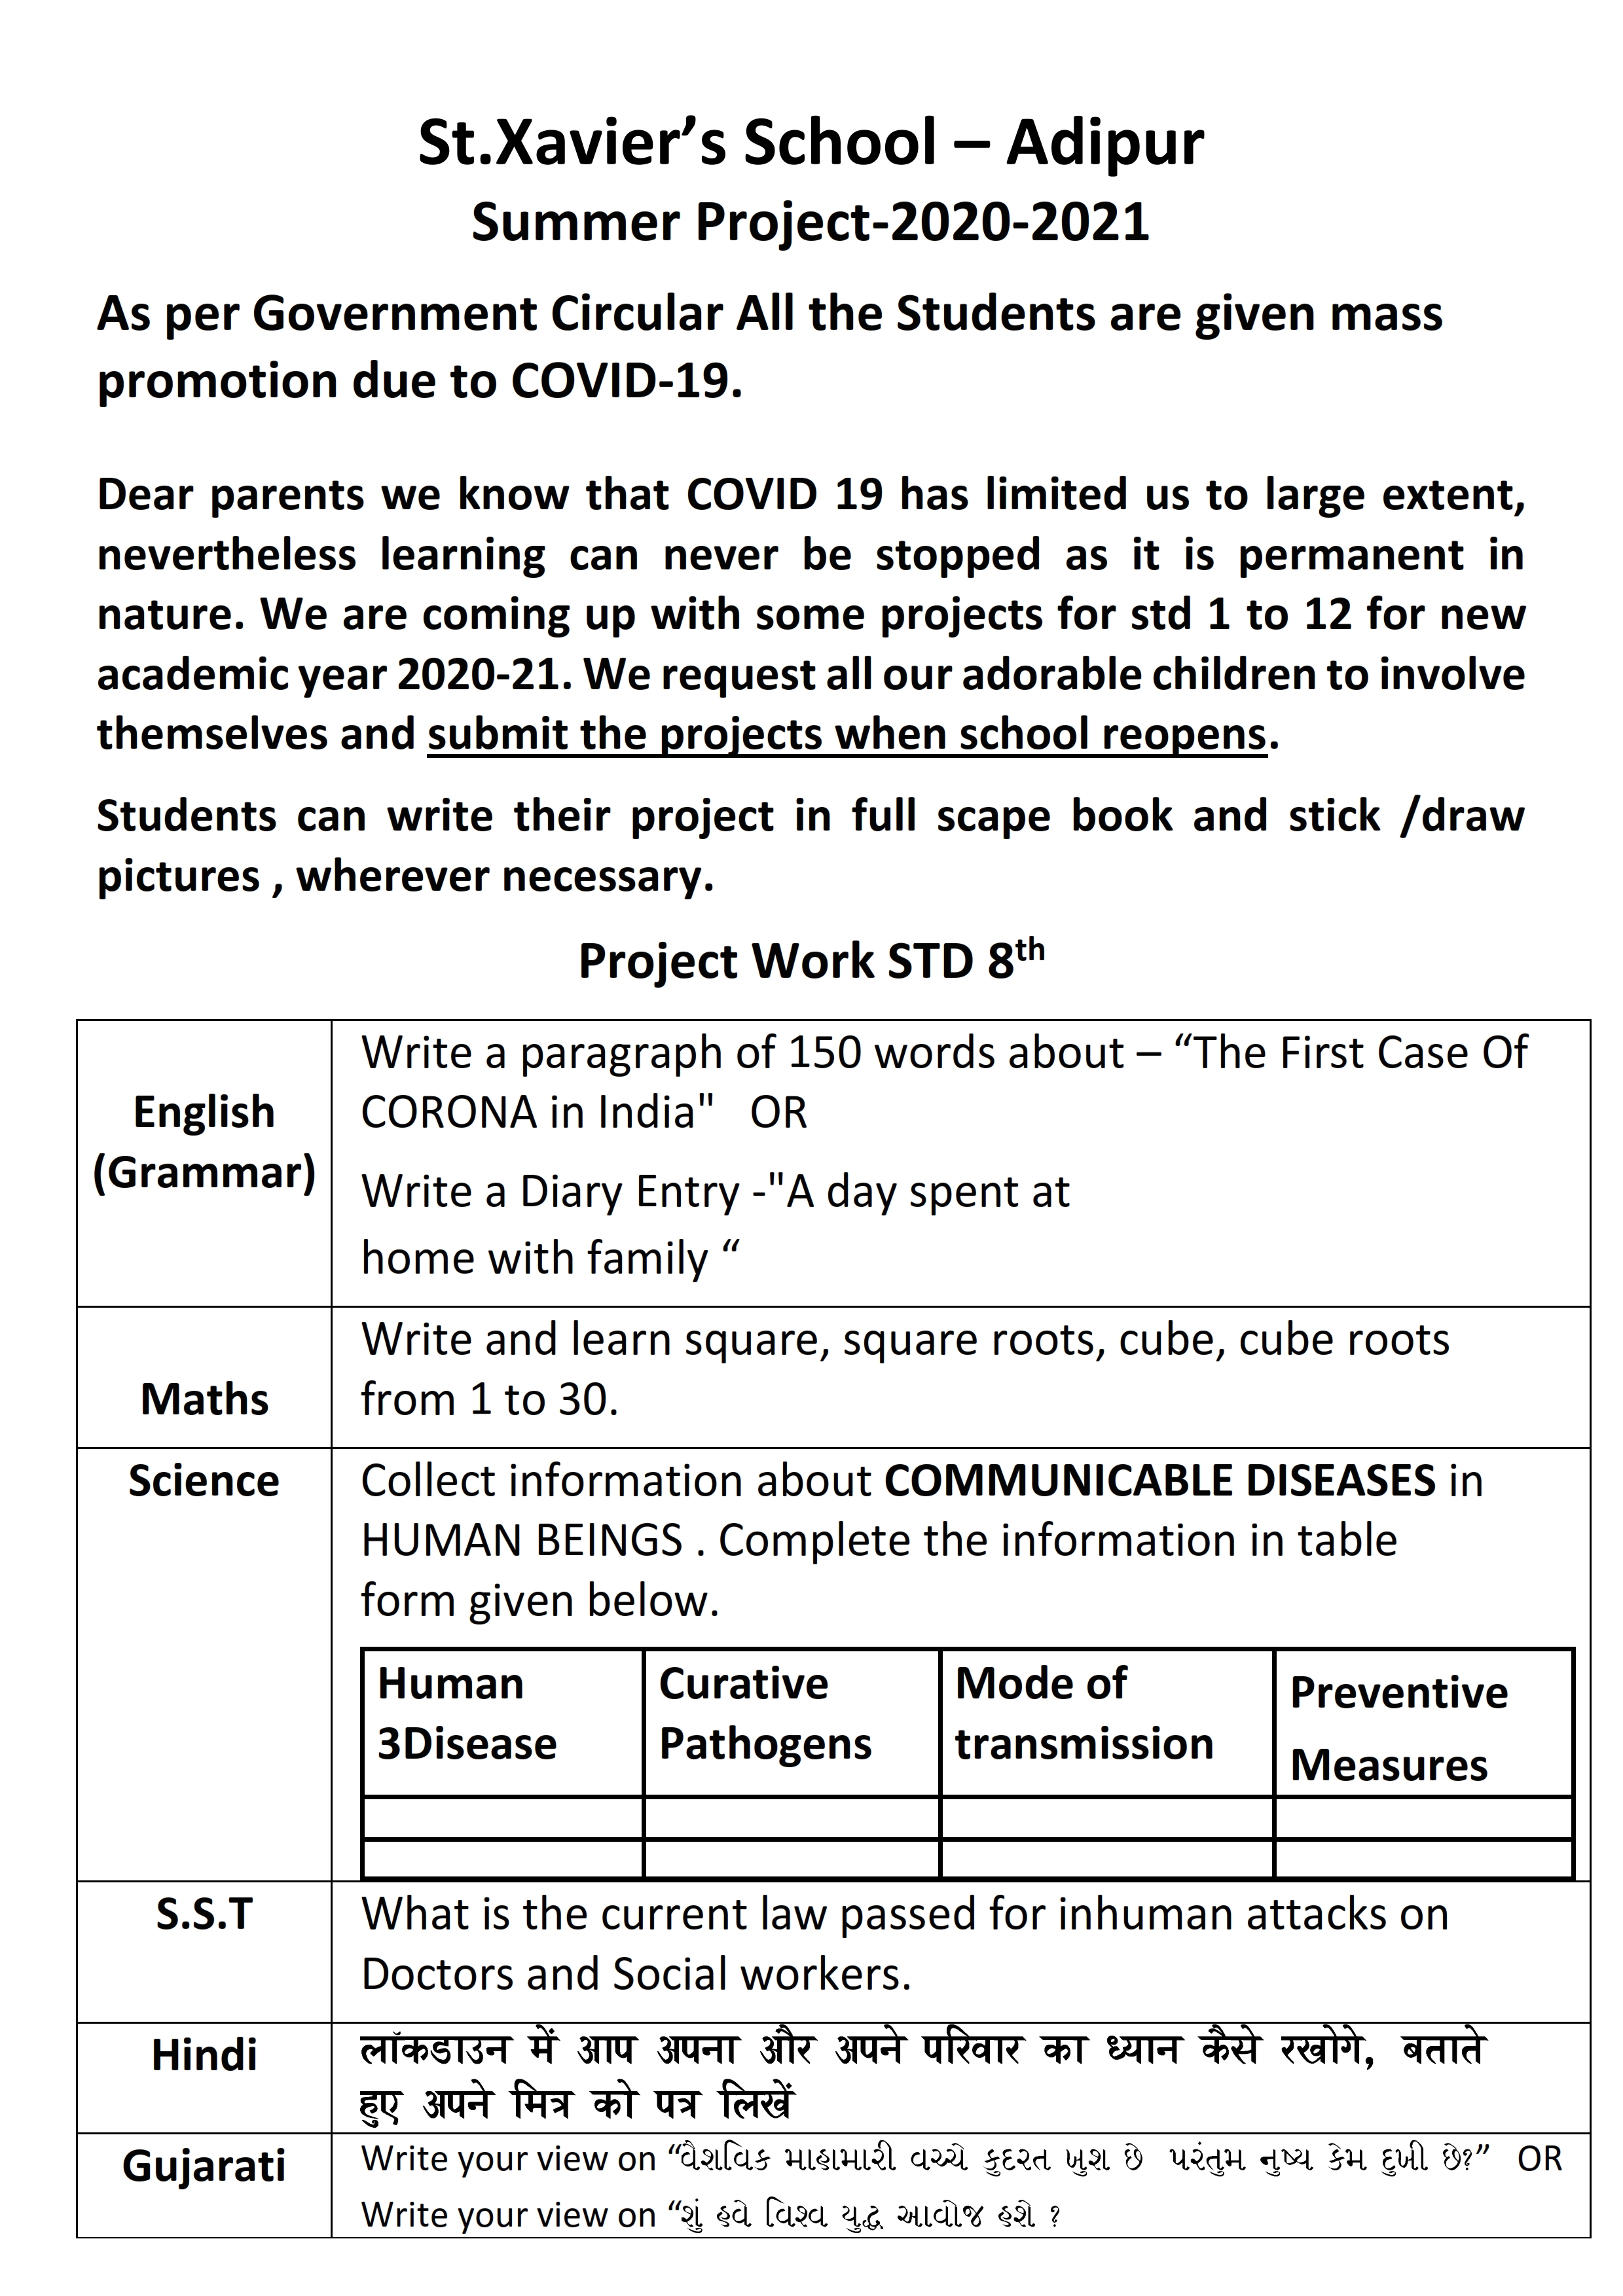 St.Xavier’s School – Adipur
Summer Project-2020-2021
As per Government Circular All the Students are given mass
promotion due to COVID-19.
Dear parents we know that COVID 19 has limited us to large extent,
nevertheless learning can never be stopped as it is permanent in
nature. We are coming up with some projects for std 1 to 12 for new
academic year 2020-21. We request all our adorable children to involve
themselves and submit the projects when school reopens.
Students can write their project in full scape book and stick /draw
pictures , wherever necessary.
Project Work STD 8th
English
(Grammar)
Write a paragraph of 150 words about – “The First Case Of
CORONA in India" OR
Write a Diary Entry -"A day spent at
home with family “
Maths
Write and learn square, square roots, cube, cube roots
from 1 to 30.
Science
Collect information about COMMUNICABLE DISEASES in
HUMAN BEINGS . Complete the information in table
form given below.
Human
3Disease
Curative
Pathogens
Mode of
transmission
Preventive
Measures
S.S.T
What is the current law passed for inhuman attacks on
Doctors and Social workers.
Hindi
लॉकडाउन में आप अपना और अपने परिवार का ध्यान कैसे रखोगे, बताते
हुए अपने मित्र को पत्र लिखें
Gujarati
Write your view on “વૈશવિક માહામારી વચ્ચે કુદરત ખુશ છે પરંતુમ નુષ્ય કેમ દુખી છે?” OR
Write your view on “શું હવે વિશ્વ યુદ્ધ આવોજ હશે ?